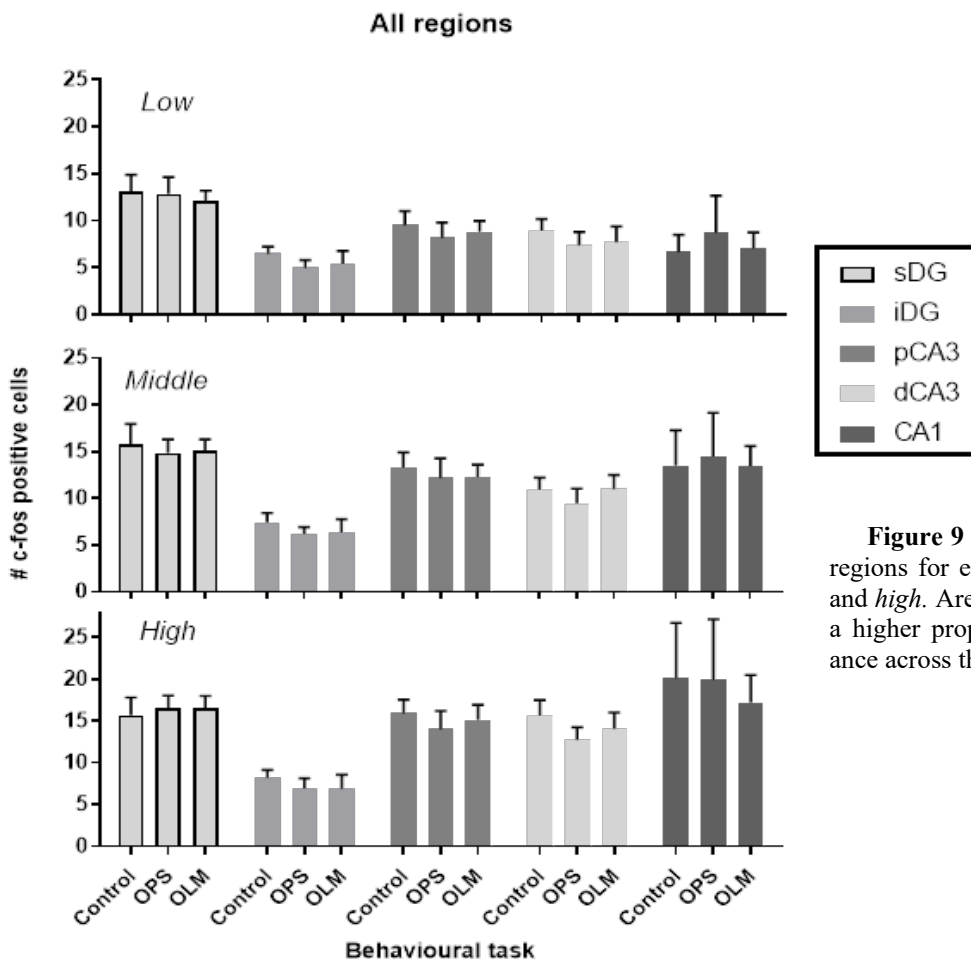 All regions
Low
25
20
15
10
5
0
Middle
25
20
15
10
5
0
High
25
20
15
10
5
0
# c-fos positive cells
Control OPS OLM Control OPS OLM Control OPS OLM Control OPS OLM Control OPS OLM
Behavioural task
sDG
iDG
pCA3
dCA3
CA1
Figure 9
regions for e
and high. Are
a higher prop
ance across th